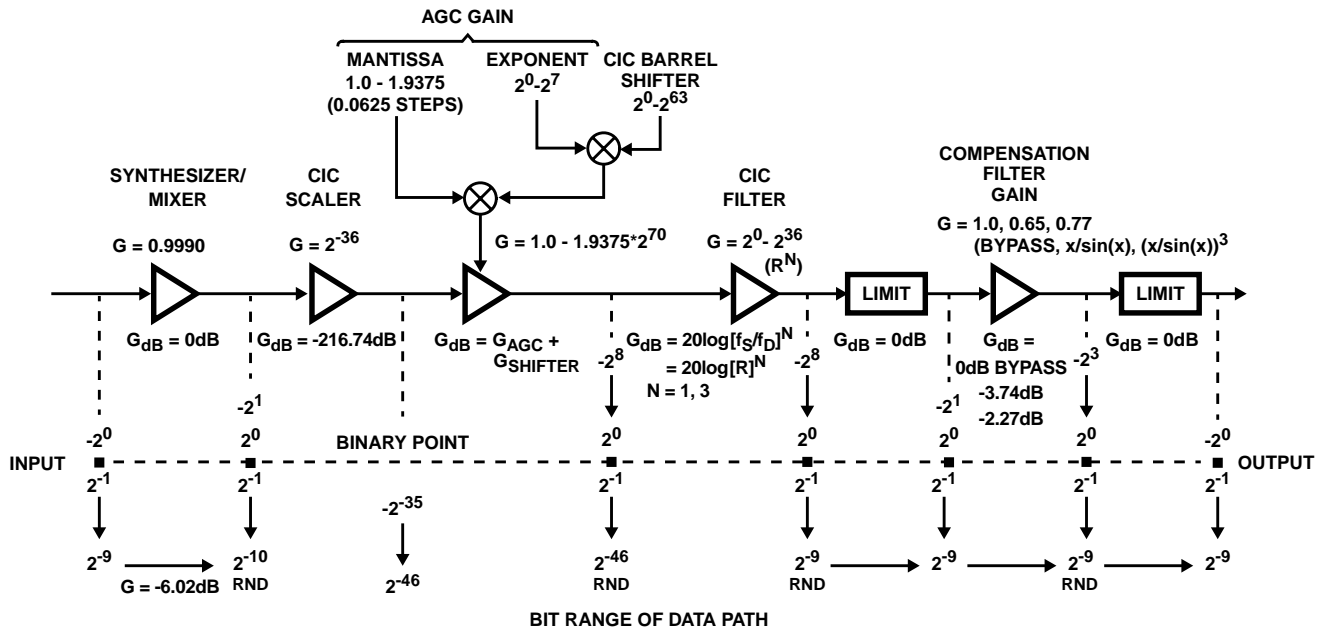 AGC GAIN
MANTISSA
1.0 - 1.9375
(0.0625 STEPS)
EXPONENT
2^0-2^7
CIC BARREL
SHIFTER
2^0-2^63
SYNTHESIZER/
MIXER
G = 0.9990
G_dB = 0dB
CIC
SCALER
G = 2^-36
G_dB = -216.74dB
G = 1.0 - 1.9375*2^70
G_dB = G_AGC +
G_SHIFTER
CIC
FILTER
G = 2^0- 2^36
(R^N)
G_dB = 20log[f_S/f_D]^N
= 20log[R]^N
N = 1, 3
LIMIT
G_dB = 0dB
COMPENSATION
FILTER
GAIN
G = 1.0, 0.65, 0.77
(BYPASS, x/sin(x), (x/sin(x))^3
G_dB =
0dB BYPASS
-3.74dB
-2.27dB
LIMIT
G_dB = 0dB
-2^8
-2^8
-2^3
-2^1
-2^1
-2^0
2^0
BINARY POINT
2^0
2^0
2^0
2^0
-2^0
INPUT
OUTPUT
2^-1
2^-1
2^-1
2^-1
2^-1
2^-1
2^-1
-2^-35
2^-9
G = -6.02dB
2^-10
RND
2^-46
2^-46
RND
2^-9
RND
2^-9
2^-9
RND
2^-9
BIT RANGE OF DATA PATH